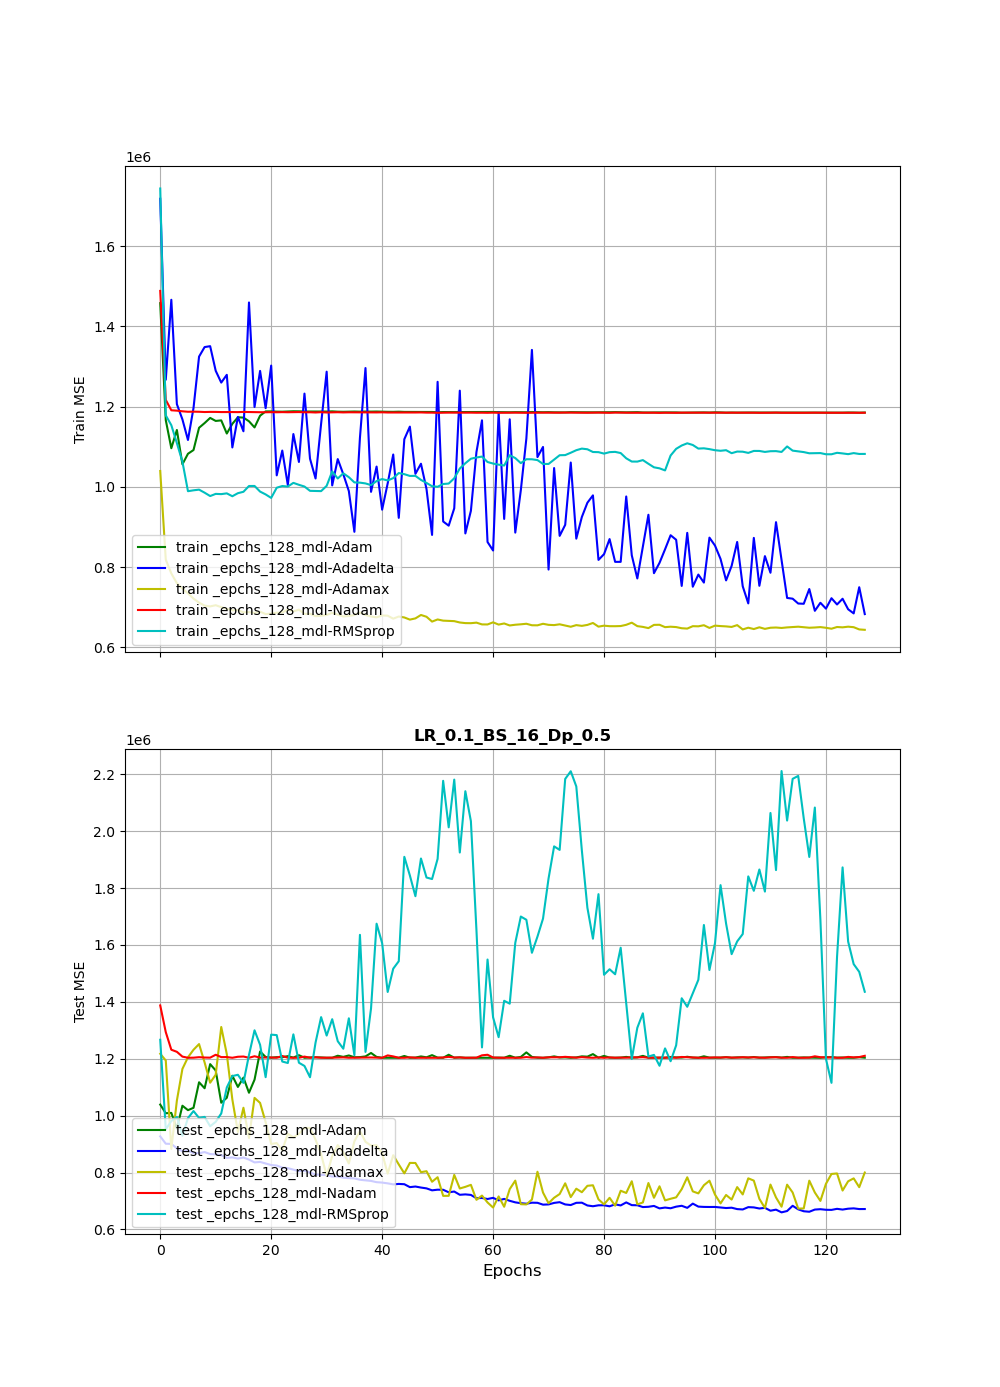 1e6
1.6
1.4
1.2
1.0
0.8
0.6
Train MSE
train _epchs_128_mdl-Adam
train _epchs_128_mdl-Adadelta
train _epchs_128_mdl-Adamax
train _epchs_128_mdl-Nadam
train _epchs_128_mdl-RMSprop
LR_0.1_BS_16_Dp_0.5
1e6
2.2
2.0
1.8
1.6
1.4
1.2
1.0
0.8
0.6
Test MSE
test _epchs_128_mdl-Adam
test _epchs_128_mdl-Adadelta
test _epchs_128_mdl-Adamax
test _epchs_128_mdl-Nadam
test _epchs_128_mdl-RMSprop
0 20 40 60 80 100 120
Epochs